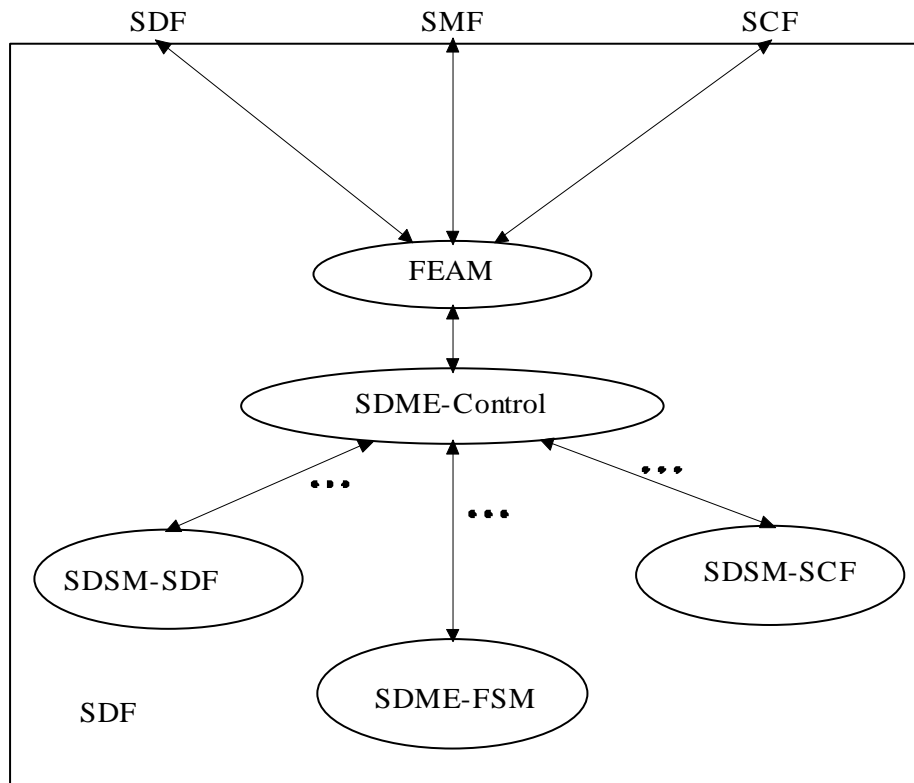 SDF
SMF
SCF
FEAM
SDME-Control
SDSM-SDF
SDSM-SCF
SDME-FSM
SDF